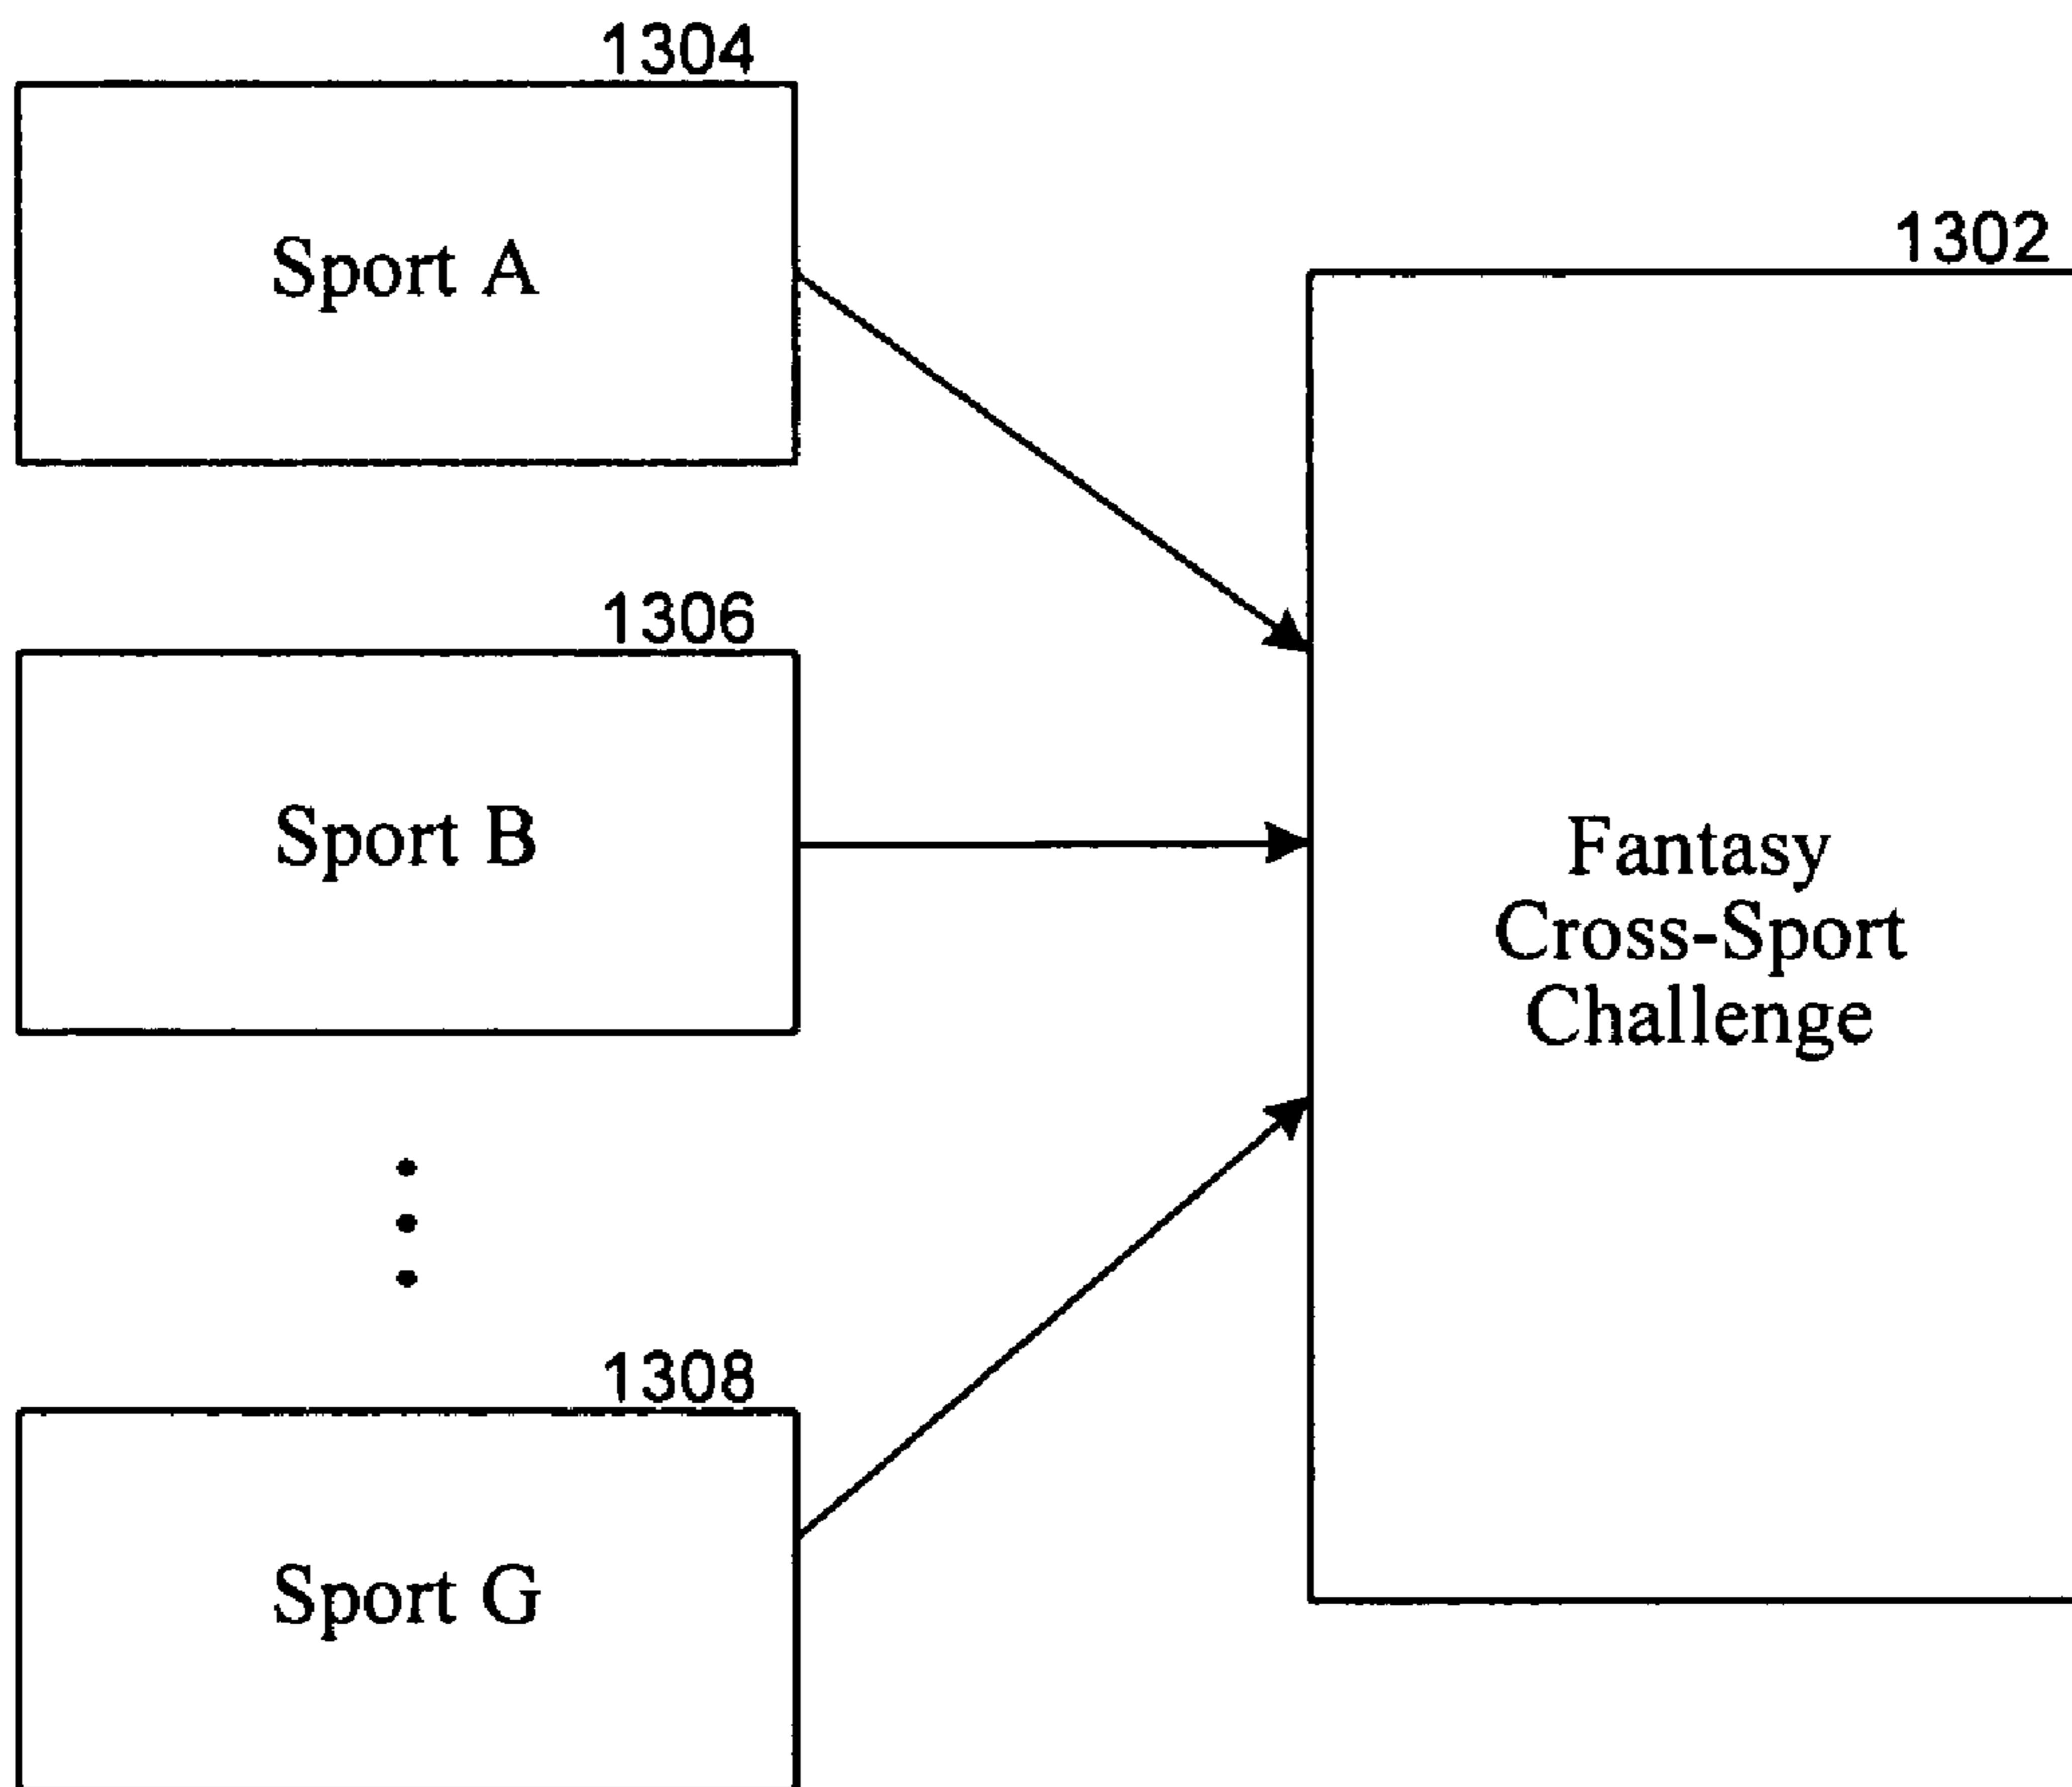 1304
Sport A
1306
Sport B
1308
Sport G
1302
Fantasy
Cross-Sport
Challenge